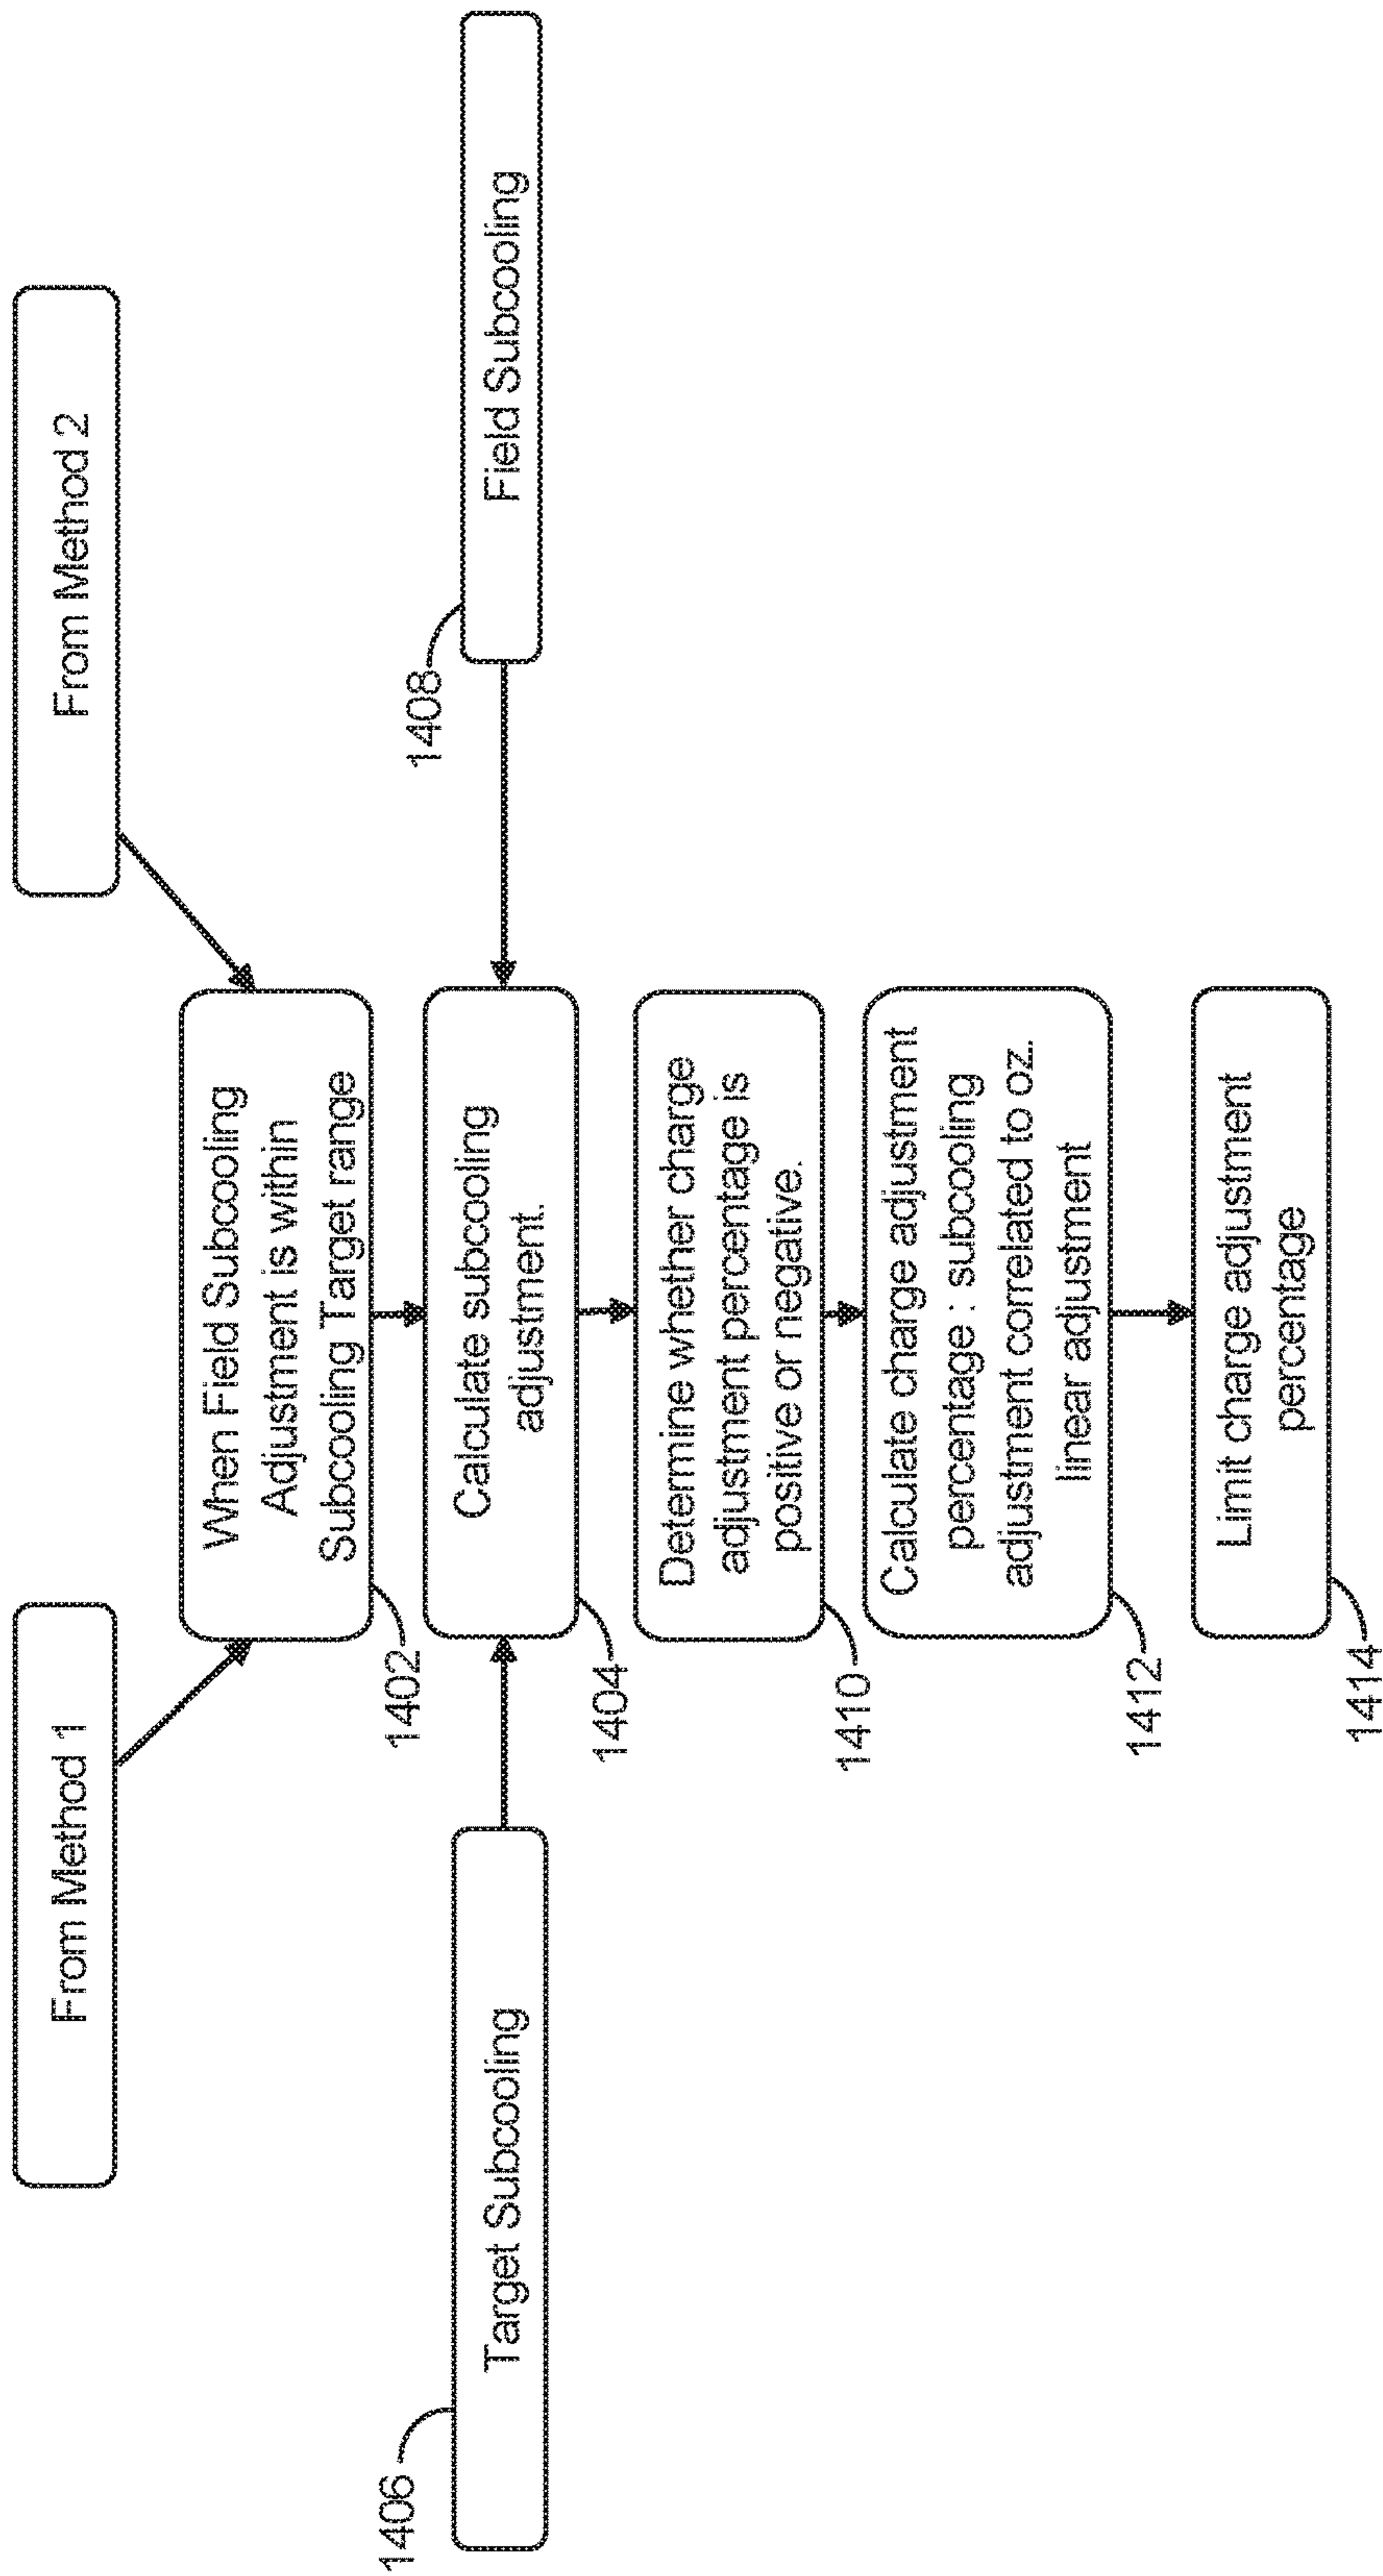 From Method 1
From Method 2
When Field Subcooling
Adjustment is within
Subcooling Target range
1402
1406
Target Subcooling
Calculate subcooling
adjustment.
1404
1408
Field Subcooling
Determine whether charge
adjustment percentage is
positive or negative.
1410
Calculate charge adjustment
percentage : subcooling
adjustment correlated to oz.
linear adjustment
1412
Limit charge adjustment
percentage
1414